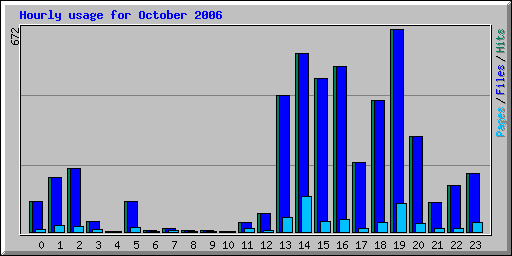 Hourly usage for October 2006
672
Pages / Files / Hits
0 1 2 3 4 5 6 7 8 9 10 11 12 13 14 15 16 17 18 19 20 21 22 23